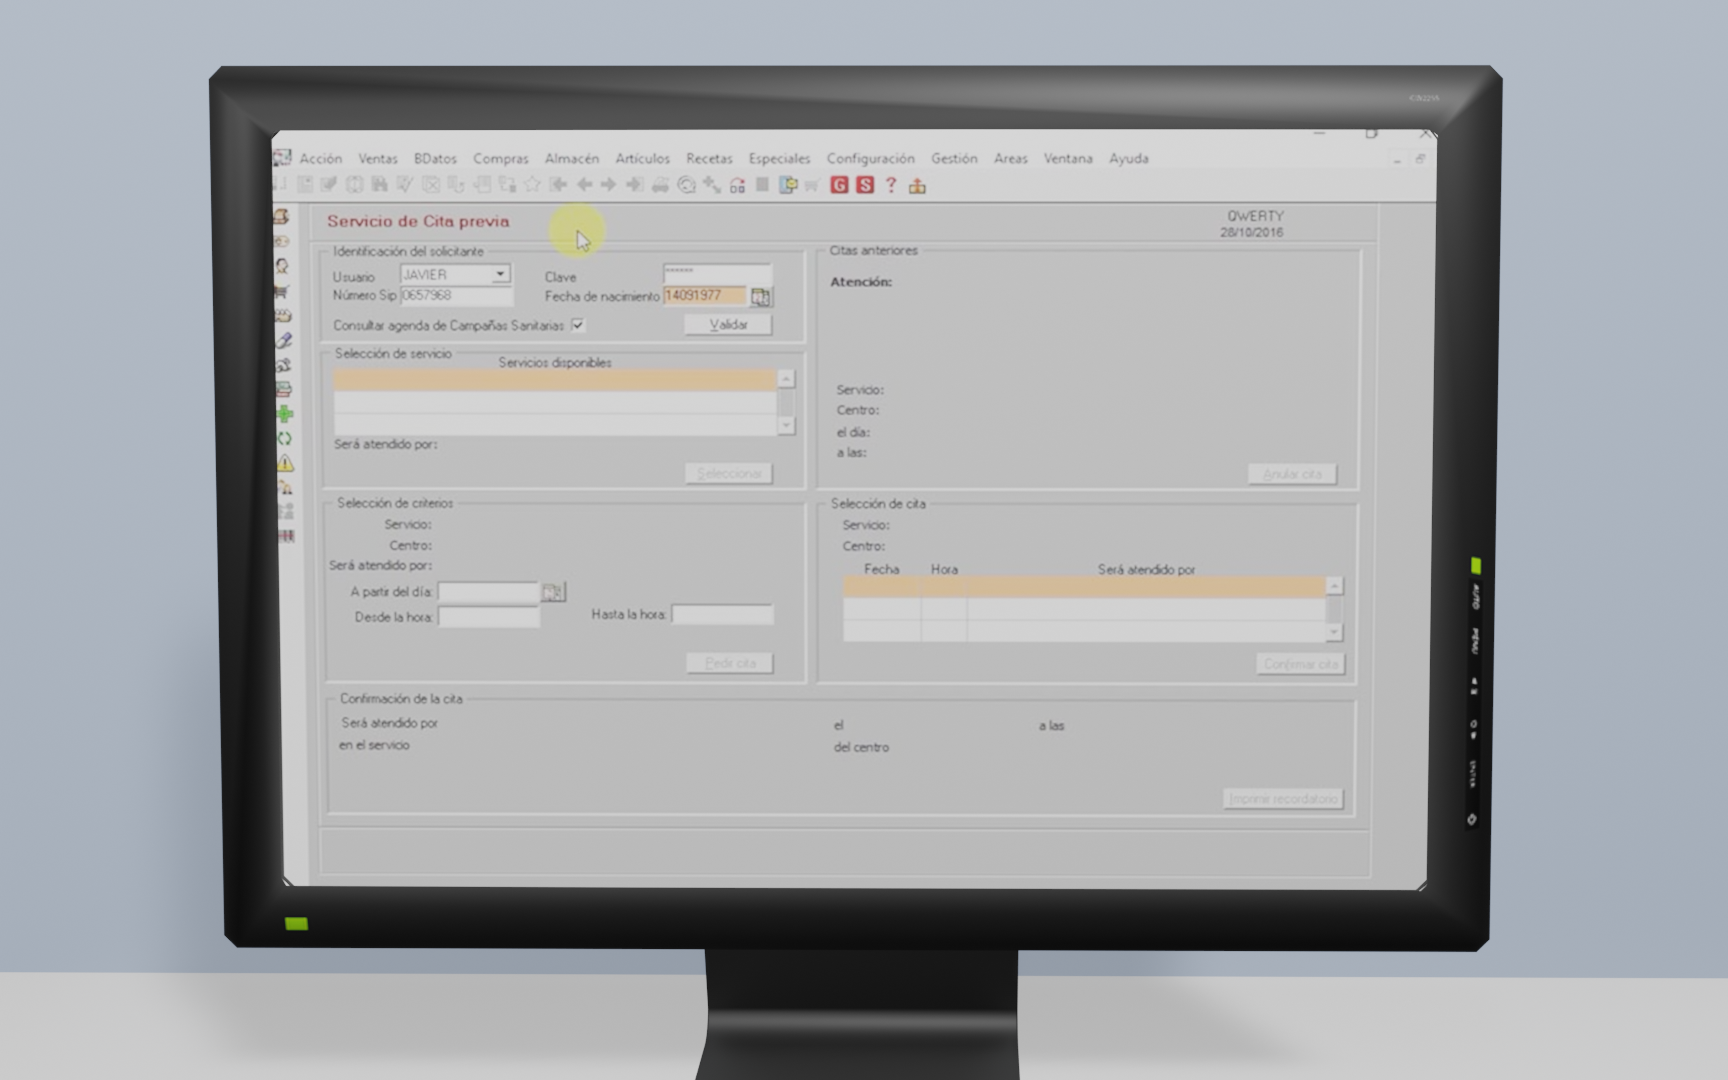 Acción Ventas BDatos Compras Almacén Artículos Recetas Especiales Configuración Gestión Areas Ventana Ayuda
G S ?
Servicio de Cita previa
QWERTY
28/10/2016
Identificación del solicitante
Usuario JAVIER Clave ******
Número Sip 0657968 Fecha de nacimiento 14091977
Consultar agenda de Campañas Sanitarias Validar
Citas anteriores
Atención:
Servicio:
Centro:
el día:
a las:
Anular cita
Selección de servicio
Servicios disponibles
Será atendido por:
Seleccionar
Selección de criterios
Servicio:
Centro:
Será atendido por:
A partir del día:
Desde la hora: Hasta la hora:
Pedir cita
Selección de cita
Servicio:
Centro:
Fecha Hora Será atendido por
Confirmar cita
Confirmación de la cita
Será atendido por el a las
en el servicio del centro
Imprimir recordatorio
AUTO
MENU
ENTER